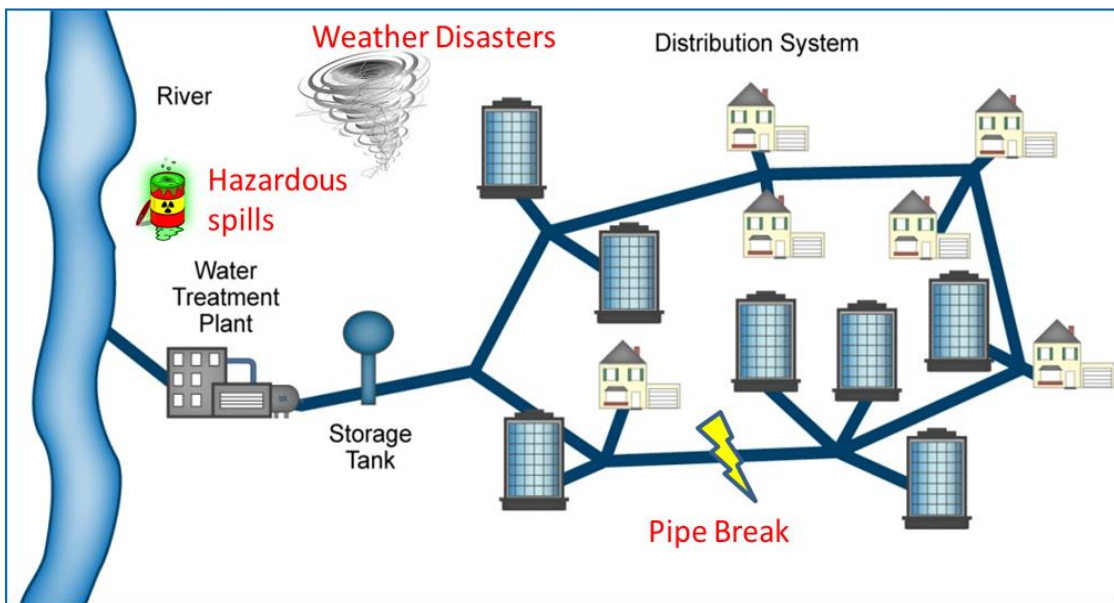 Weather Disasters
Distribution System
River
Hazardous
spills
Water
Treatment
Plant
Storage
Tank
Pipe Break